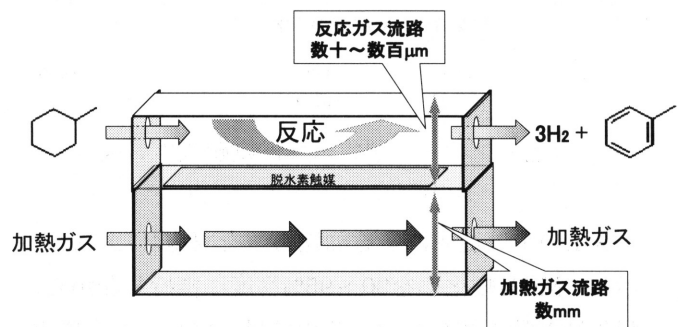 反応ガス流路
数十～数百μm
反応
3H2 +
脱水素触媒
加熱ガス
加熱ガス
加熱ガス流路
数mm